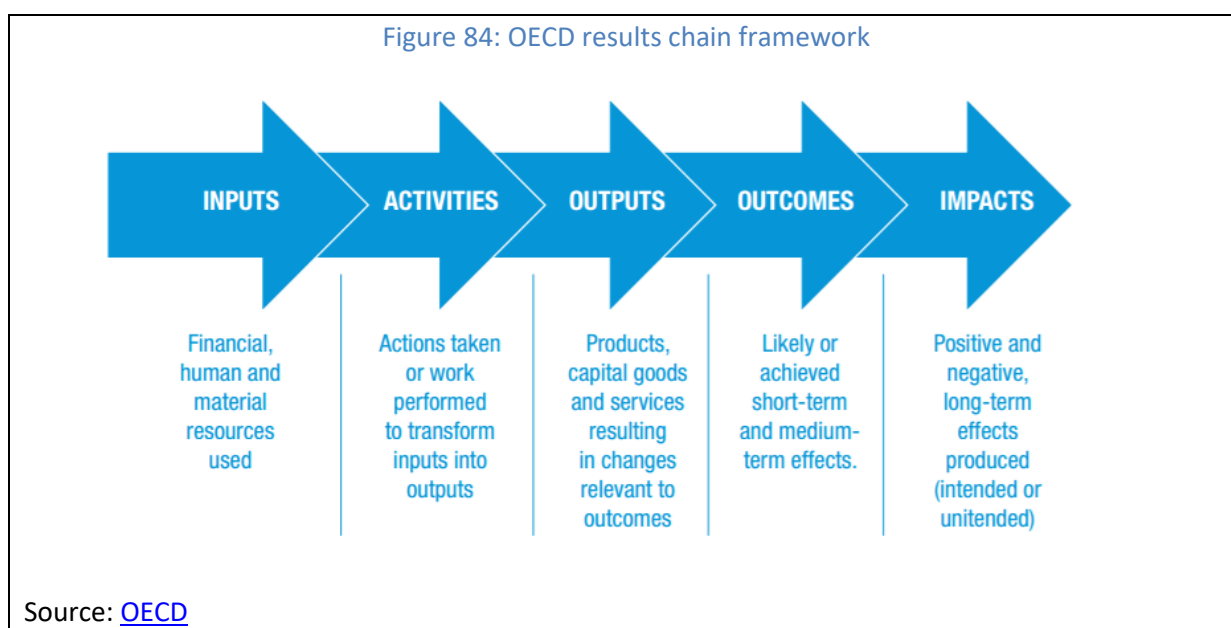 Figure 84: OECD results chain framework
INPUTS
ACTIVITIES
OUTPUTS
OUTCOMES
IMPACTS
Financial,
human and
material
resources
used
Actions taken
or work
performed
to transform
inputs into
outputs
Products,
capital goods
and services
resulting
in changes
relevant to
outcomes
Likely or
achieved
short-term
and medium-
term effects.
Positive and
negative,
long-term
effects
produced
(intended or
unitended)
Source: OECD